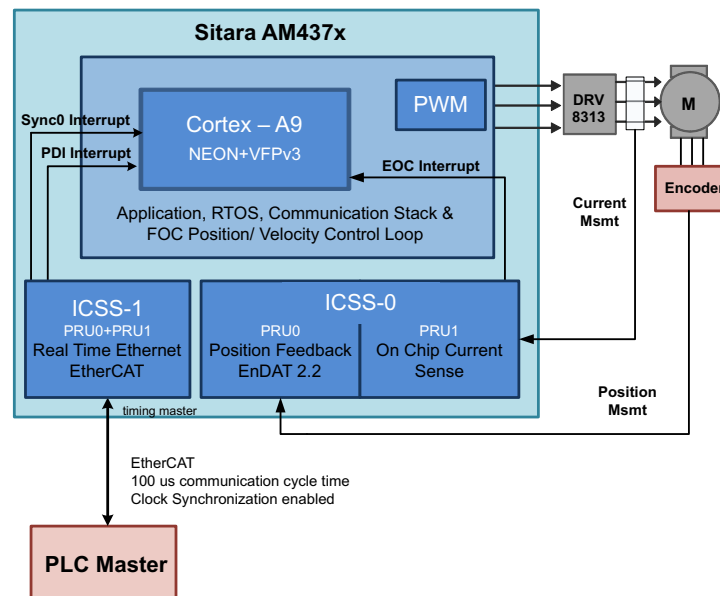 Sitara AM437x
Sync0 Interrupt
PDI Interrupt
Cortex – A9
NEON+VFPv3
PWM
DRV
8313
M
Encoder
EOC Interrupt
Application, RTOS, Communication Stack &
FOC Position/ Velocity Control Loop
Current
Msmt
ICSS-1
PRU0+PRU1
Real Time Ethernet
EtherCAT
ICSS-0
PRU0
Position Feedback
EnDAT 2.2
PRU1
On Chip Current
Sense
Position
Msmt
timing master
EtherCAT
100 us communication cycle time
Clock Synchronization enabled
PLC Master